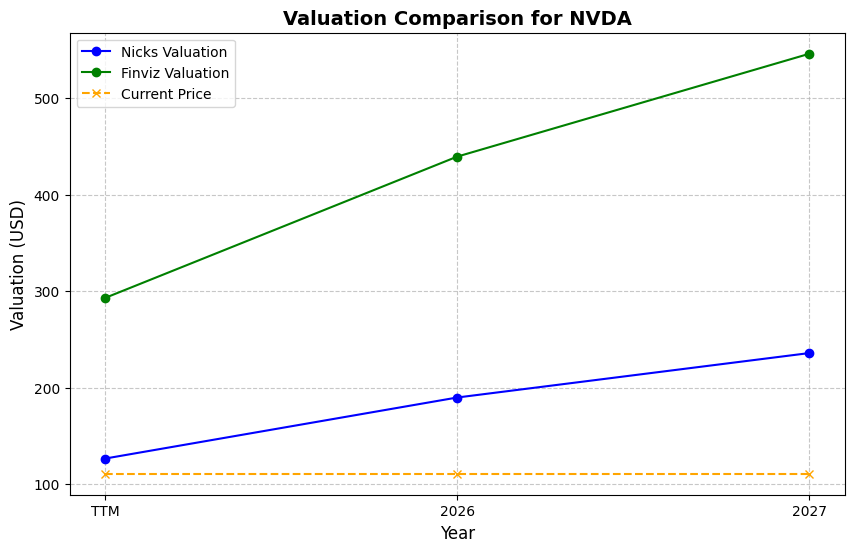 Valuation Comparison for NVDA
Nicks Valuation
Finviz Valuation
Current Price
Valuation (USD)
500
400
300
200
100
TTM
2026
2027
Year